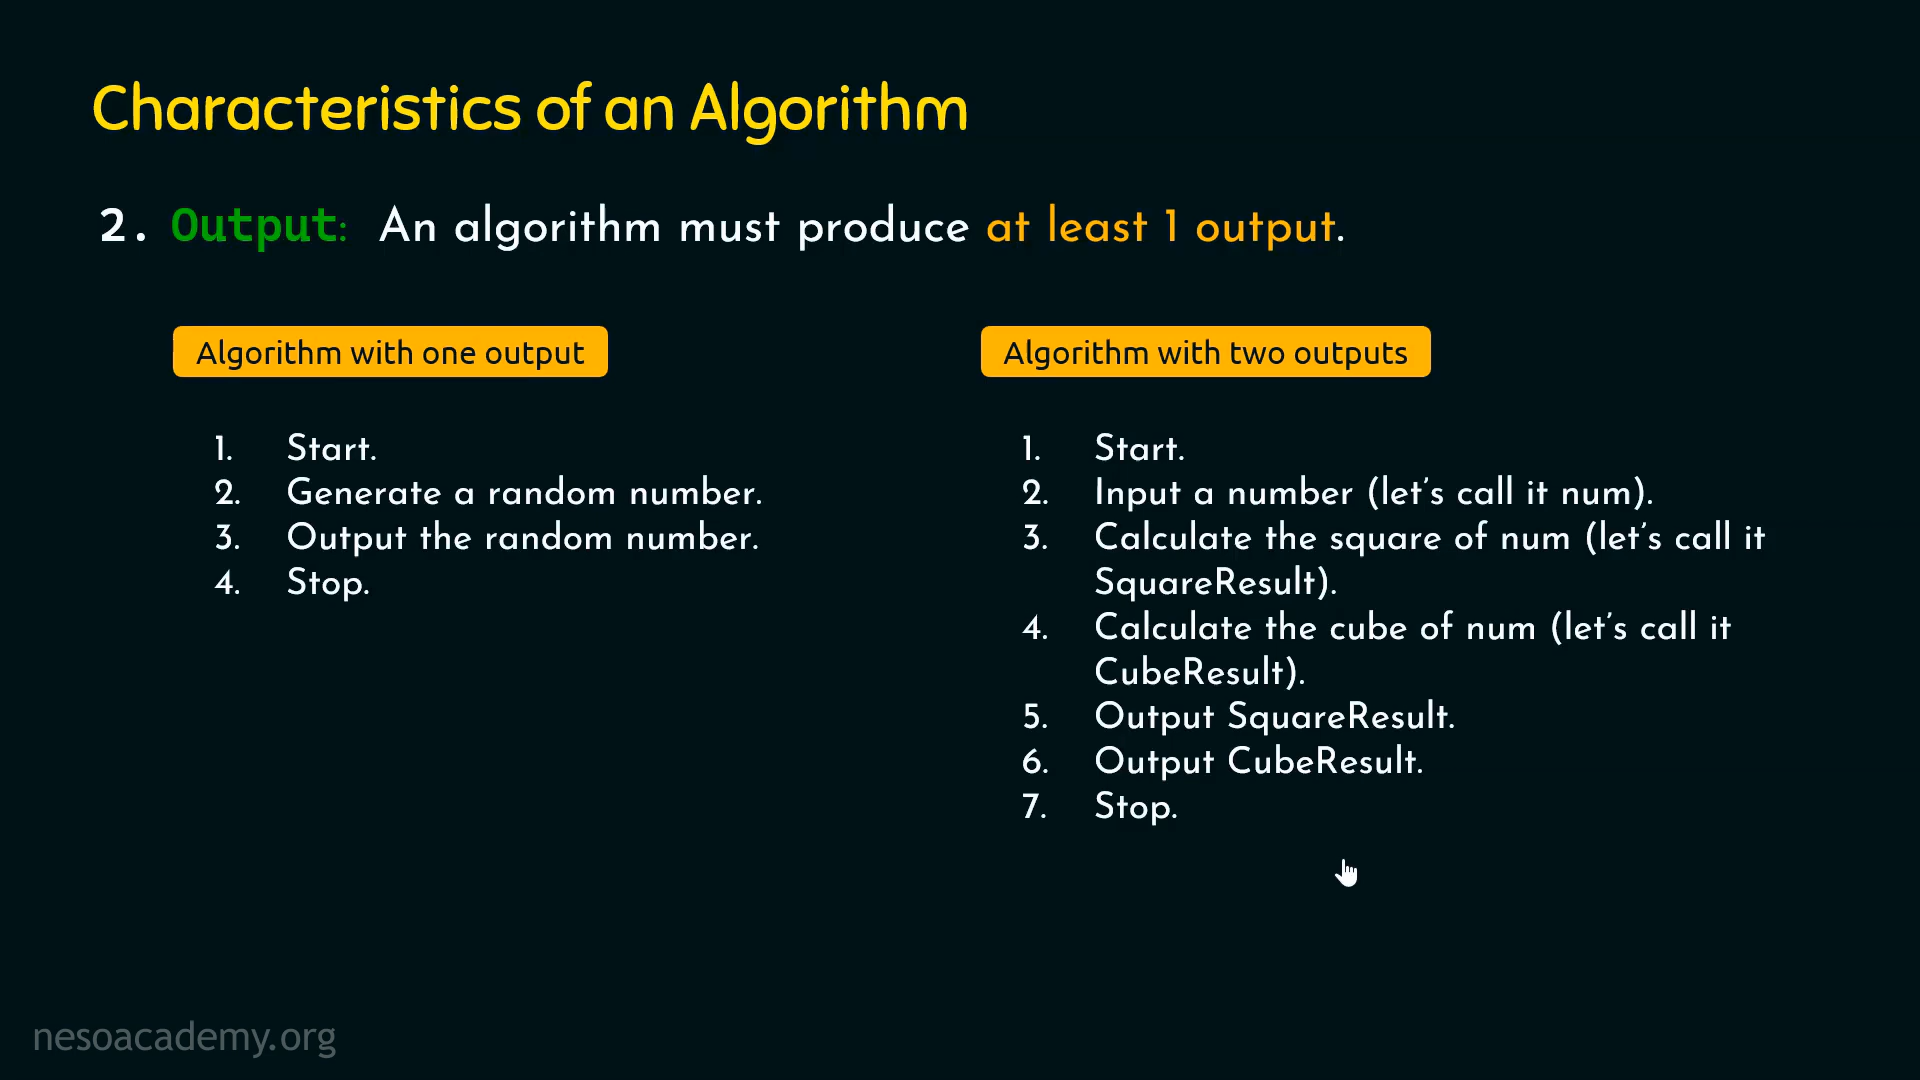 Characteristics of an Algorithm
2. Output: An algorithm must produce at least 1 output.
Algorithm with one output
1. Start.
2. Generate a random number.
3. Output the random number.
4. Stop.
Algorithm with two outputs
1. Start.
2. Input a number (let's call it num).
3. Calculate the square of num (let's call it
SquareResult).
4. Calculate the cube of num (let's call it
CubeResult).
5. Output SquareResult.
6. Output CubeResult.
7. Stop.
nesoacademy.org